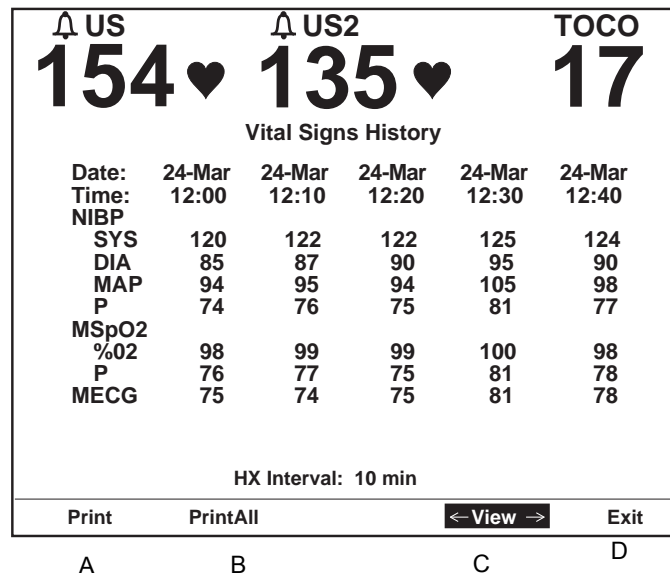 US US2 TOCO
154 135 17
Vital Signs History
Date: 24-Mar 24-Mar 24-Mar 24-Mar 24-Mar
Time: 12:00 12:10 12:20 12:30 12:40
NIBP
SYS 120 122 122 125 124
DIA 85 87 90 95 90
MAP 94 95 94 105 98
P 74 76 75 81 77
MSpO2
%02 98 99 99 100 98
P 76 77 75 81 78
MECG 75 74 75 81 78
HX Interval: 10 min
Print PrintAll ←View → Exit
A B C D